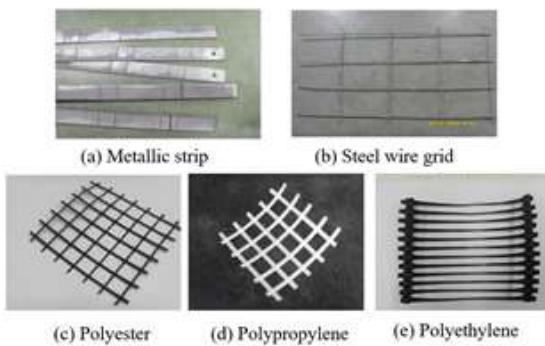 (a) Metallic strip
(b) Steel wire grid
(c) Polyester
(d) Polypropylene
(e) Polyethylene